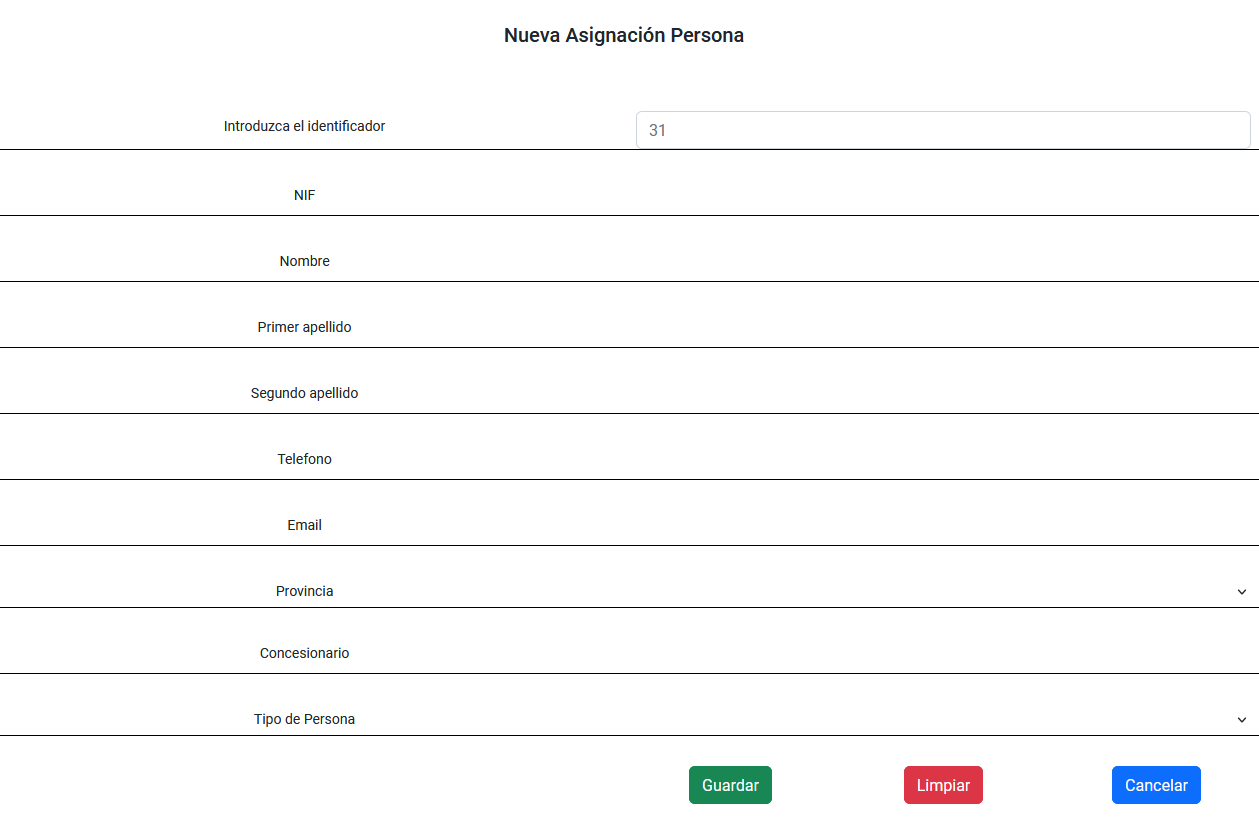 Nueva Asignación Persona
Introduzca el identificador 31
NIF
Nombre
Primer apellido
Segundo apellido
Telefono
Email
Provincia
Concesionario
Tipo de Persona
Guardar Limpiar Cancelar